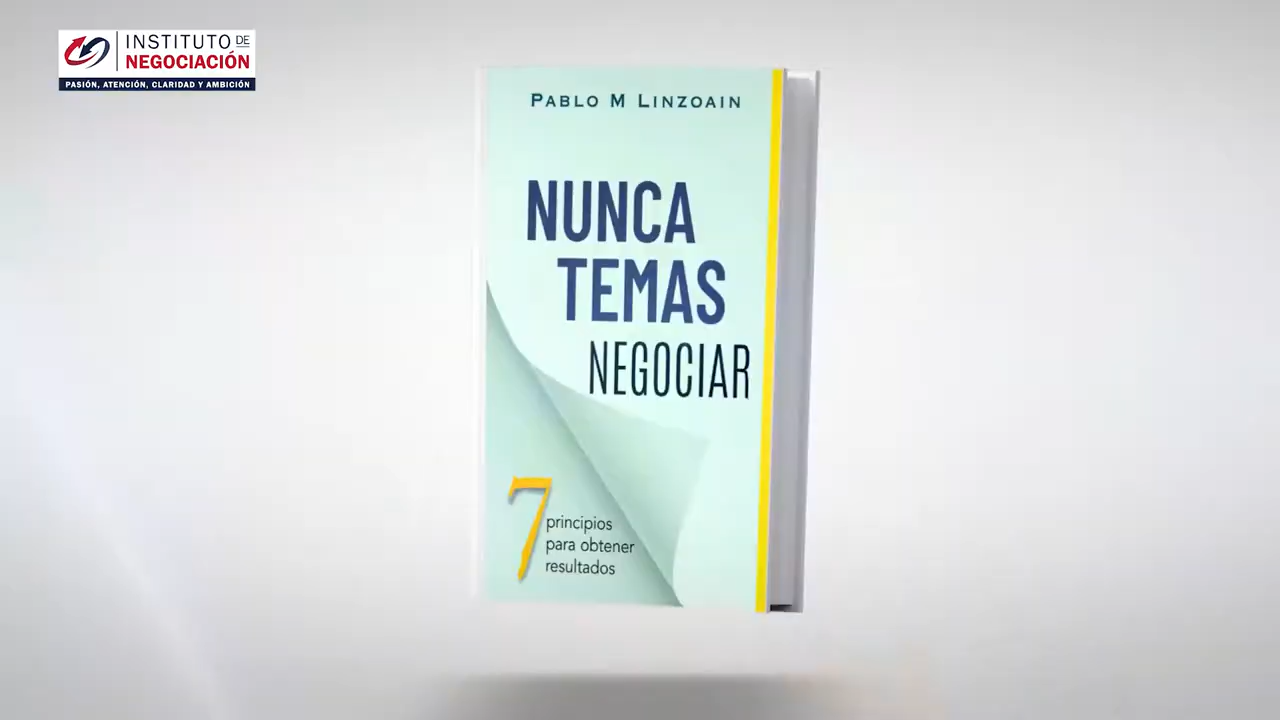 INSTITUTO DE
NEGOCIACIÓN
PASIÓN, ATENCIÓN, CLARIDAD Y AMBICIÓN
PABLO M LINZOAIN
NUNCA
TEMAS
NEGOCIAR
7
principios
para obtener
resultados